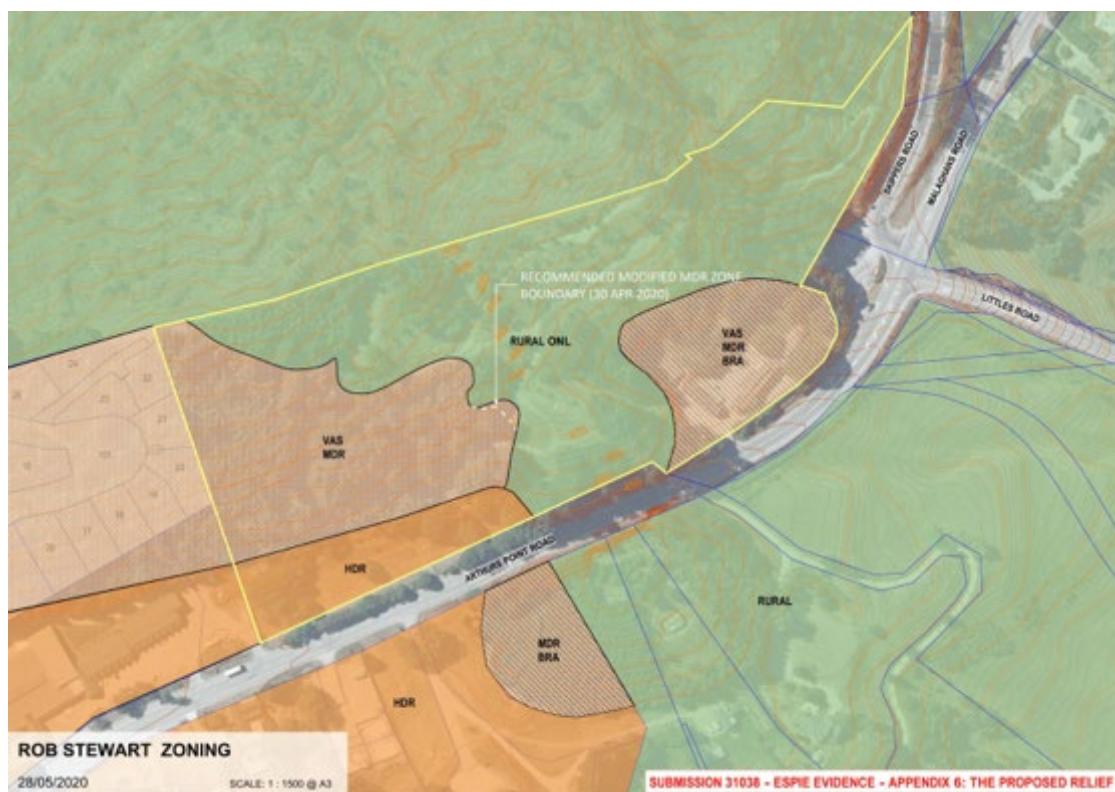 SKIPPERS ROAD
MALAGHANS ROAD
RECOMMENDED MODIFIED MDR ZONE
BOUNDARY (30 APR 2020)
LITTLES ROAD
RURAL ONL
VAS
MDR
BRA
VAS
MDR
ARTHURS POINT ROAD
HDR
RURAL
MDR
BRA
HDR
ROB STEWART ZONING
28/05/2020
SCALE: 1 : 1500 @ A3
SUBMISSION 31038 - ESPIE EVIDENCE - APPENDIX 6: THE PROPOSED RELIEF